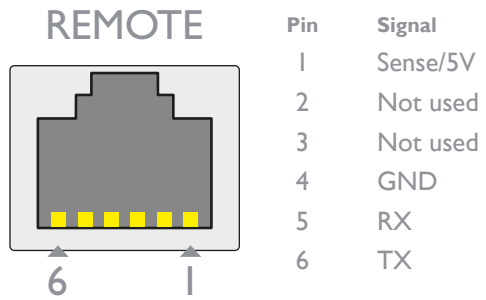 REMOTE
6 1
Pin Signal
1 Sense/5V
2 Not used
3 Not used
4 GND
5 RX
6 TX